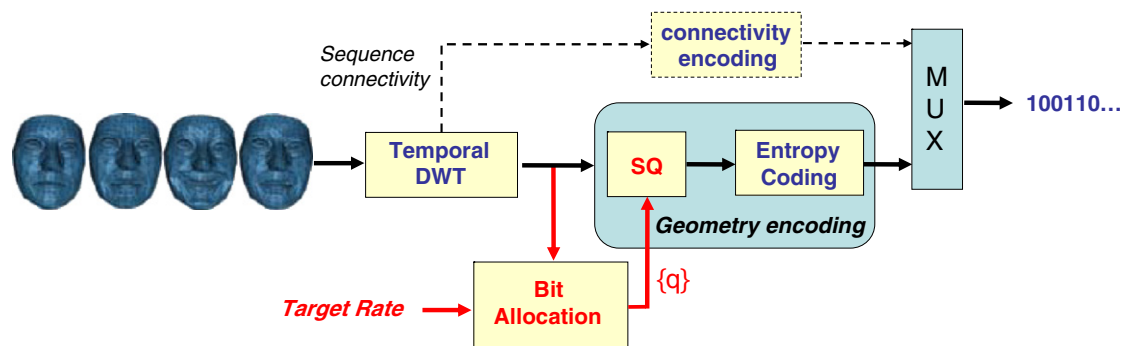 Sequence
connectivity
connectivity
encoding
M
U
X
100110...
Temporal
DWT
SQ
Entropy
Coding
Geometry encoding
{q}
Target Rate
Bit
Allocation